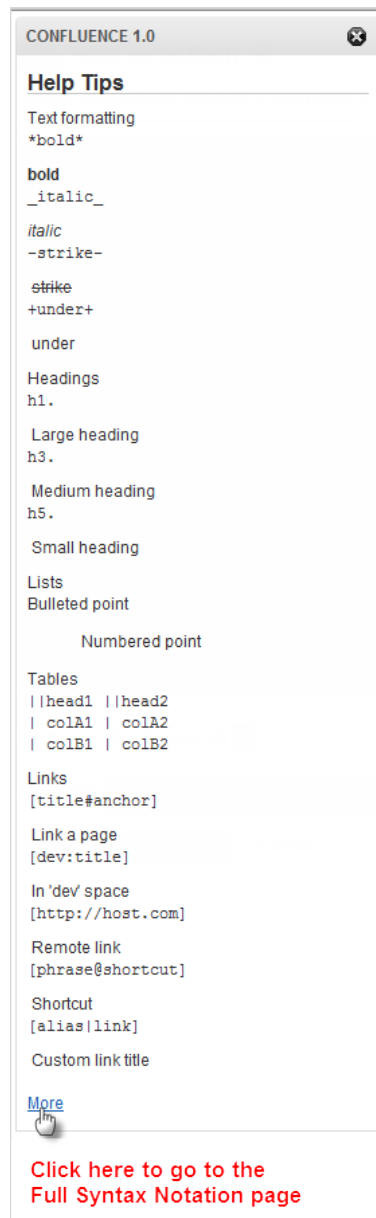 CONFLUENCE 1.0
Help Tips
Text formatting
*bold*
bold
_italic_
italic
-strike-
strike
+under+
under
Headings
h1.
Large heading
h3.
Medium heading
h5.
Small heading
Lists
Bulleted point
Numbered point
Tables
||head1 ||head2
| colA1 | colA2
| colB1 | colB2
Links
[title#anchor]
Link a page
[dev:title]
In 'dev' space
[http://host.com]
Remote link
[phrase@shortcut]
Shortcut
[alias|link]
Custom link title
More
Click here to go to the
Full Syntax Notation page